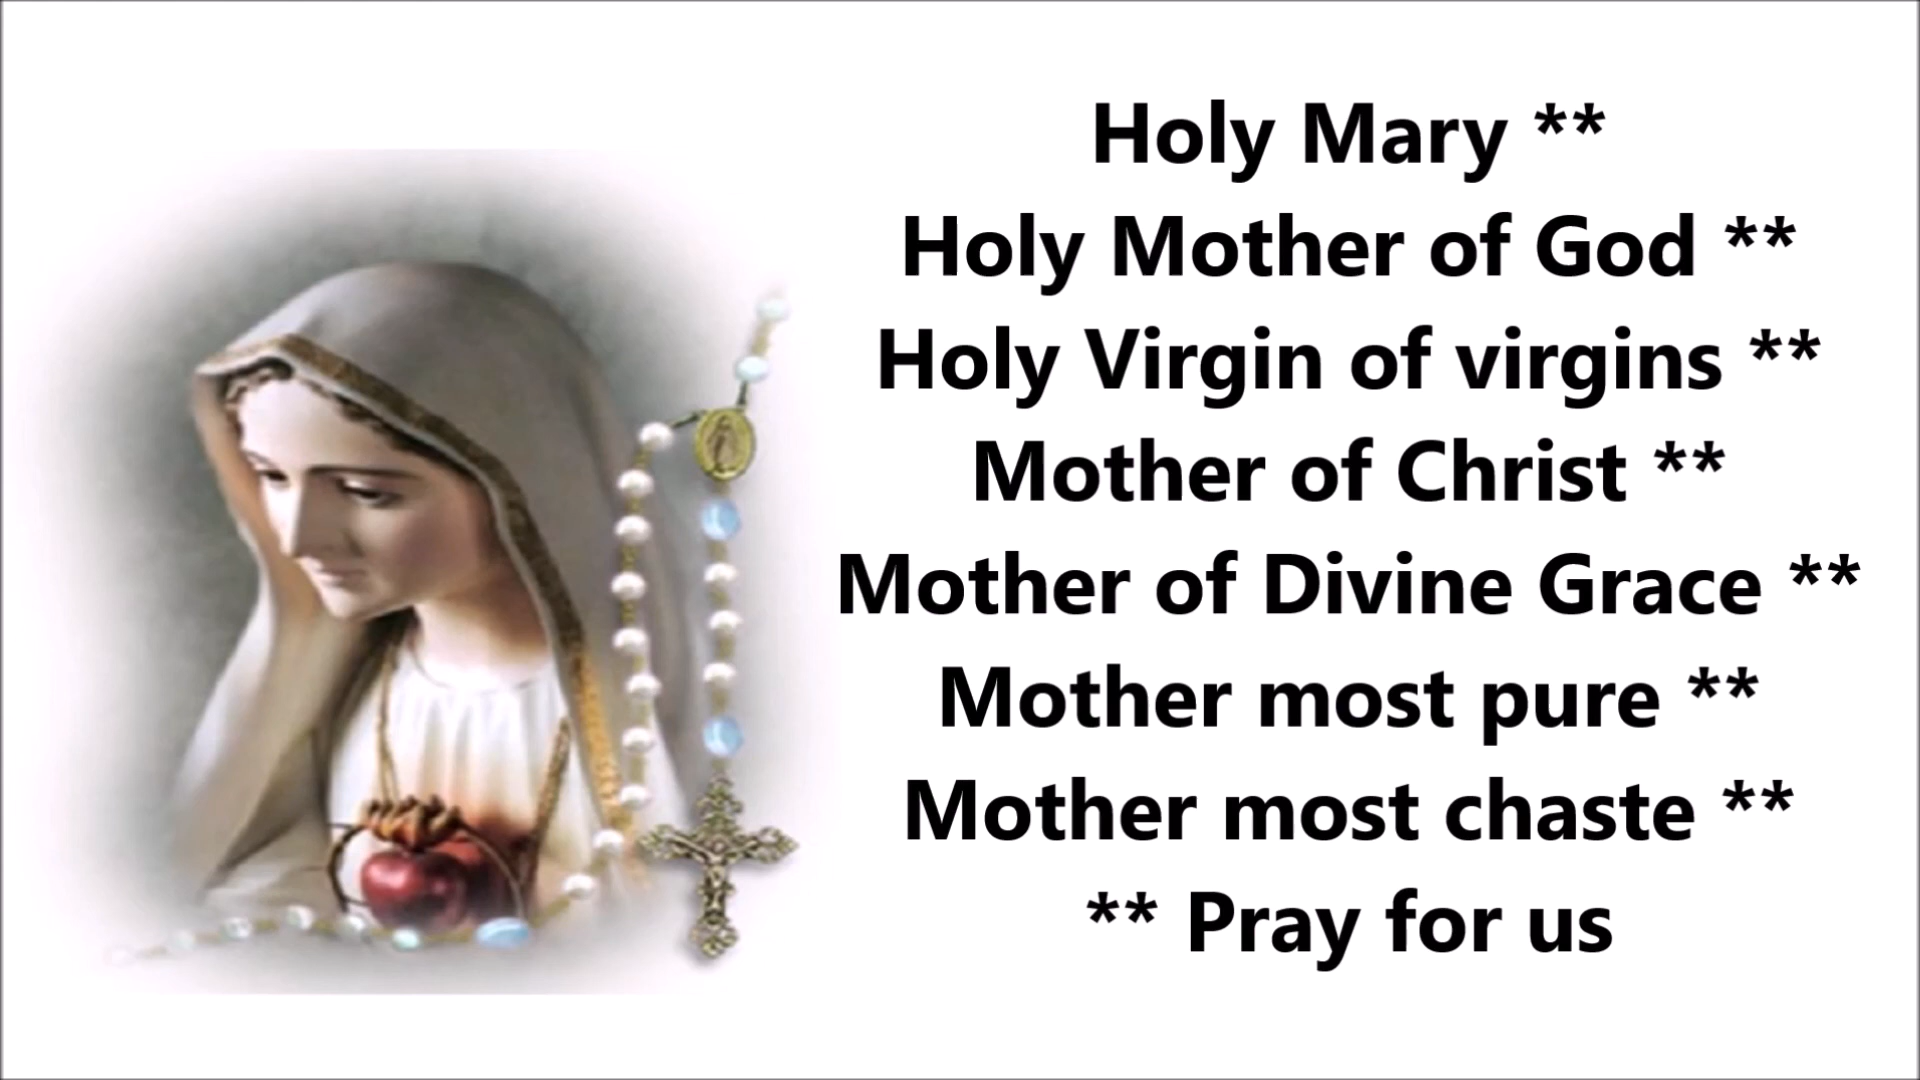 Holy Mary **
Holy Mother of God **
Holy Virgin of virgins **
Mother of Christ **
Mother of Divine Grace **
Mother most pure **
Mother most chaste **
** Pray for us